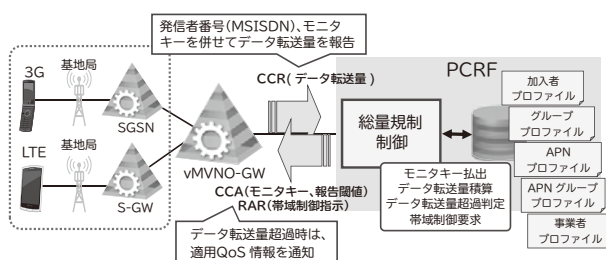 発信者番号（MSISDN）、モニタ
キーを併せてデータ転送量を報告
3G
基地局
SGSN
LTE
基地局
S-GW
vMVNO-GW
CCR（データ転送量）
CCA（モニタキー、報告閾値）
RAR（帯域制御指示）
データ転送量超過時は、
適用QoS 情報を通知
PCRF
総量規制
制御
モニタキー払出
データ転送量積算
データ転送量超過判定
帯域制御要求
加入者
プロファイル
グループ
プロファイル
APN
プロファイル
APN グループ
プロファイル
事業者
プロファイル